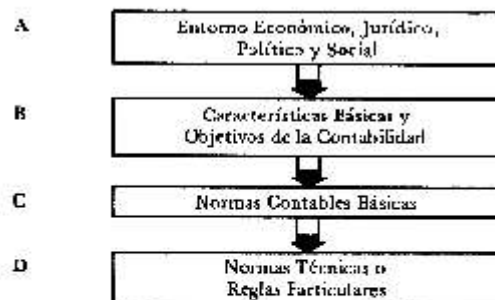 A
Entorno Económico, Jurídico,
Político y Social
B
Características Básicas y
Objetivos de la Contabilidad
C
Normas Contables Básicas
D
Normas Técnicas o
Reglas Particulares